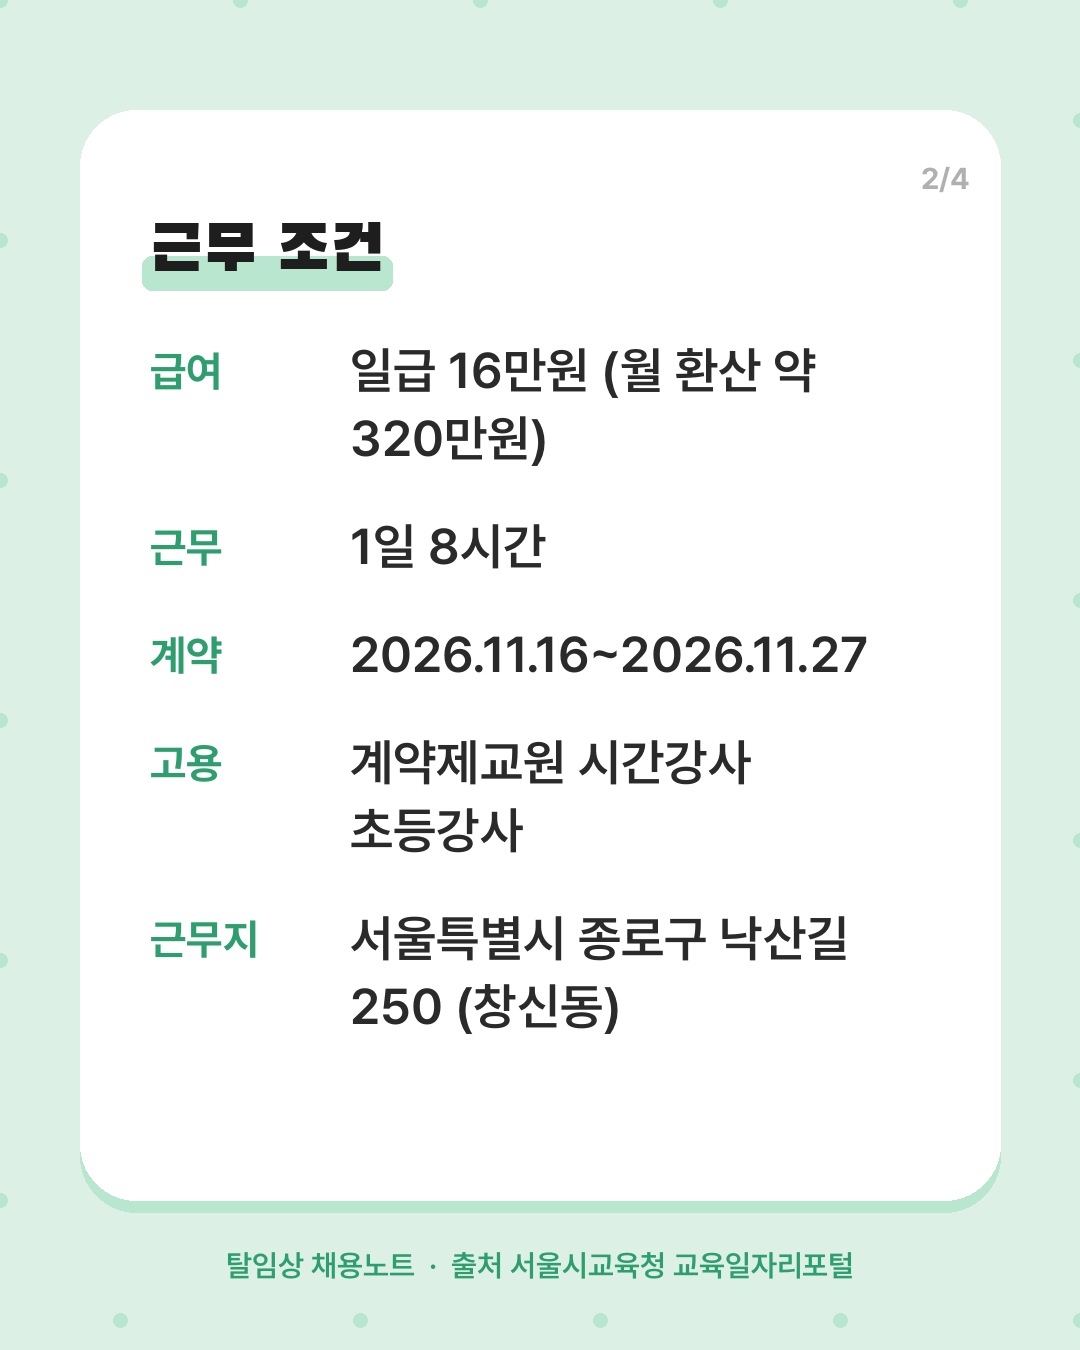 2/4
근무 조건
급여 일급 16만원 (월 환산 약
320만원)
근무 1일 8시간
계약 2026.11.16~2026.11.27
고용 계약제교원 시간강사
초등강사
근무지 서울특별시 종로구 낙산길
250 (창신동)
탈임상 채용노트 · 출처 서울시교육청 교육일자리포털